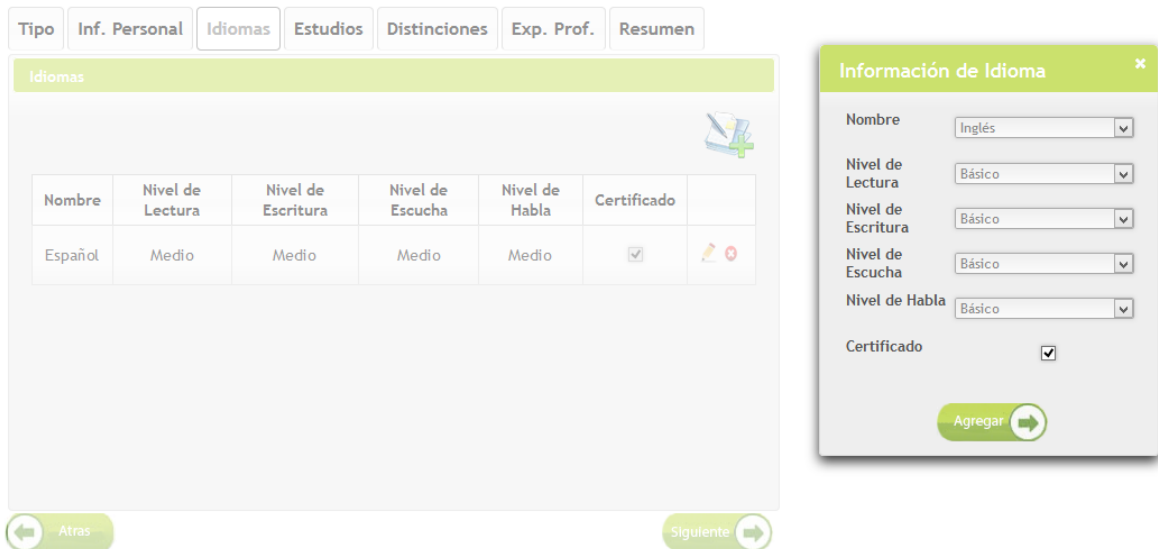 Tipo Inf. Personal Idiomas Estudios Distinciones Exp. Prof. Resumen
Idiomas
Nombre Nivel de Lectura Nivel de Escritura Nivel de Escucha Nivel de Habla Certificado
Español Medio Medio Medio Medio
Atras Siguiente
Información de Idioma
Nombre Inglés
Nivel de Lectura Básico
Nivel de Escritura Básico
Nivel de Escucha Básico
Nivel de Habla Básico
Certificado
Agregar